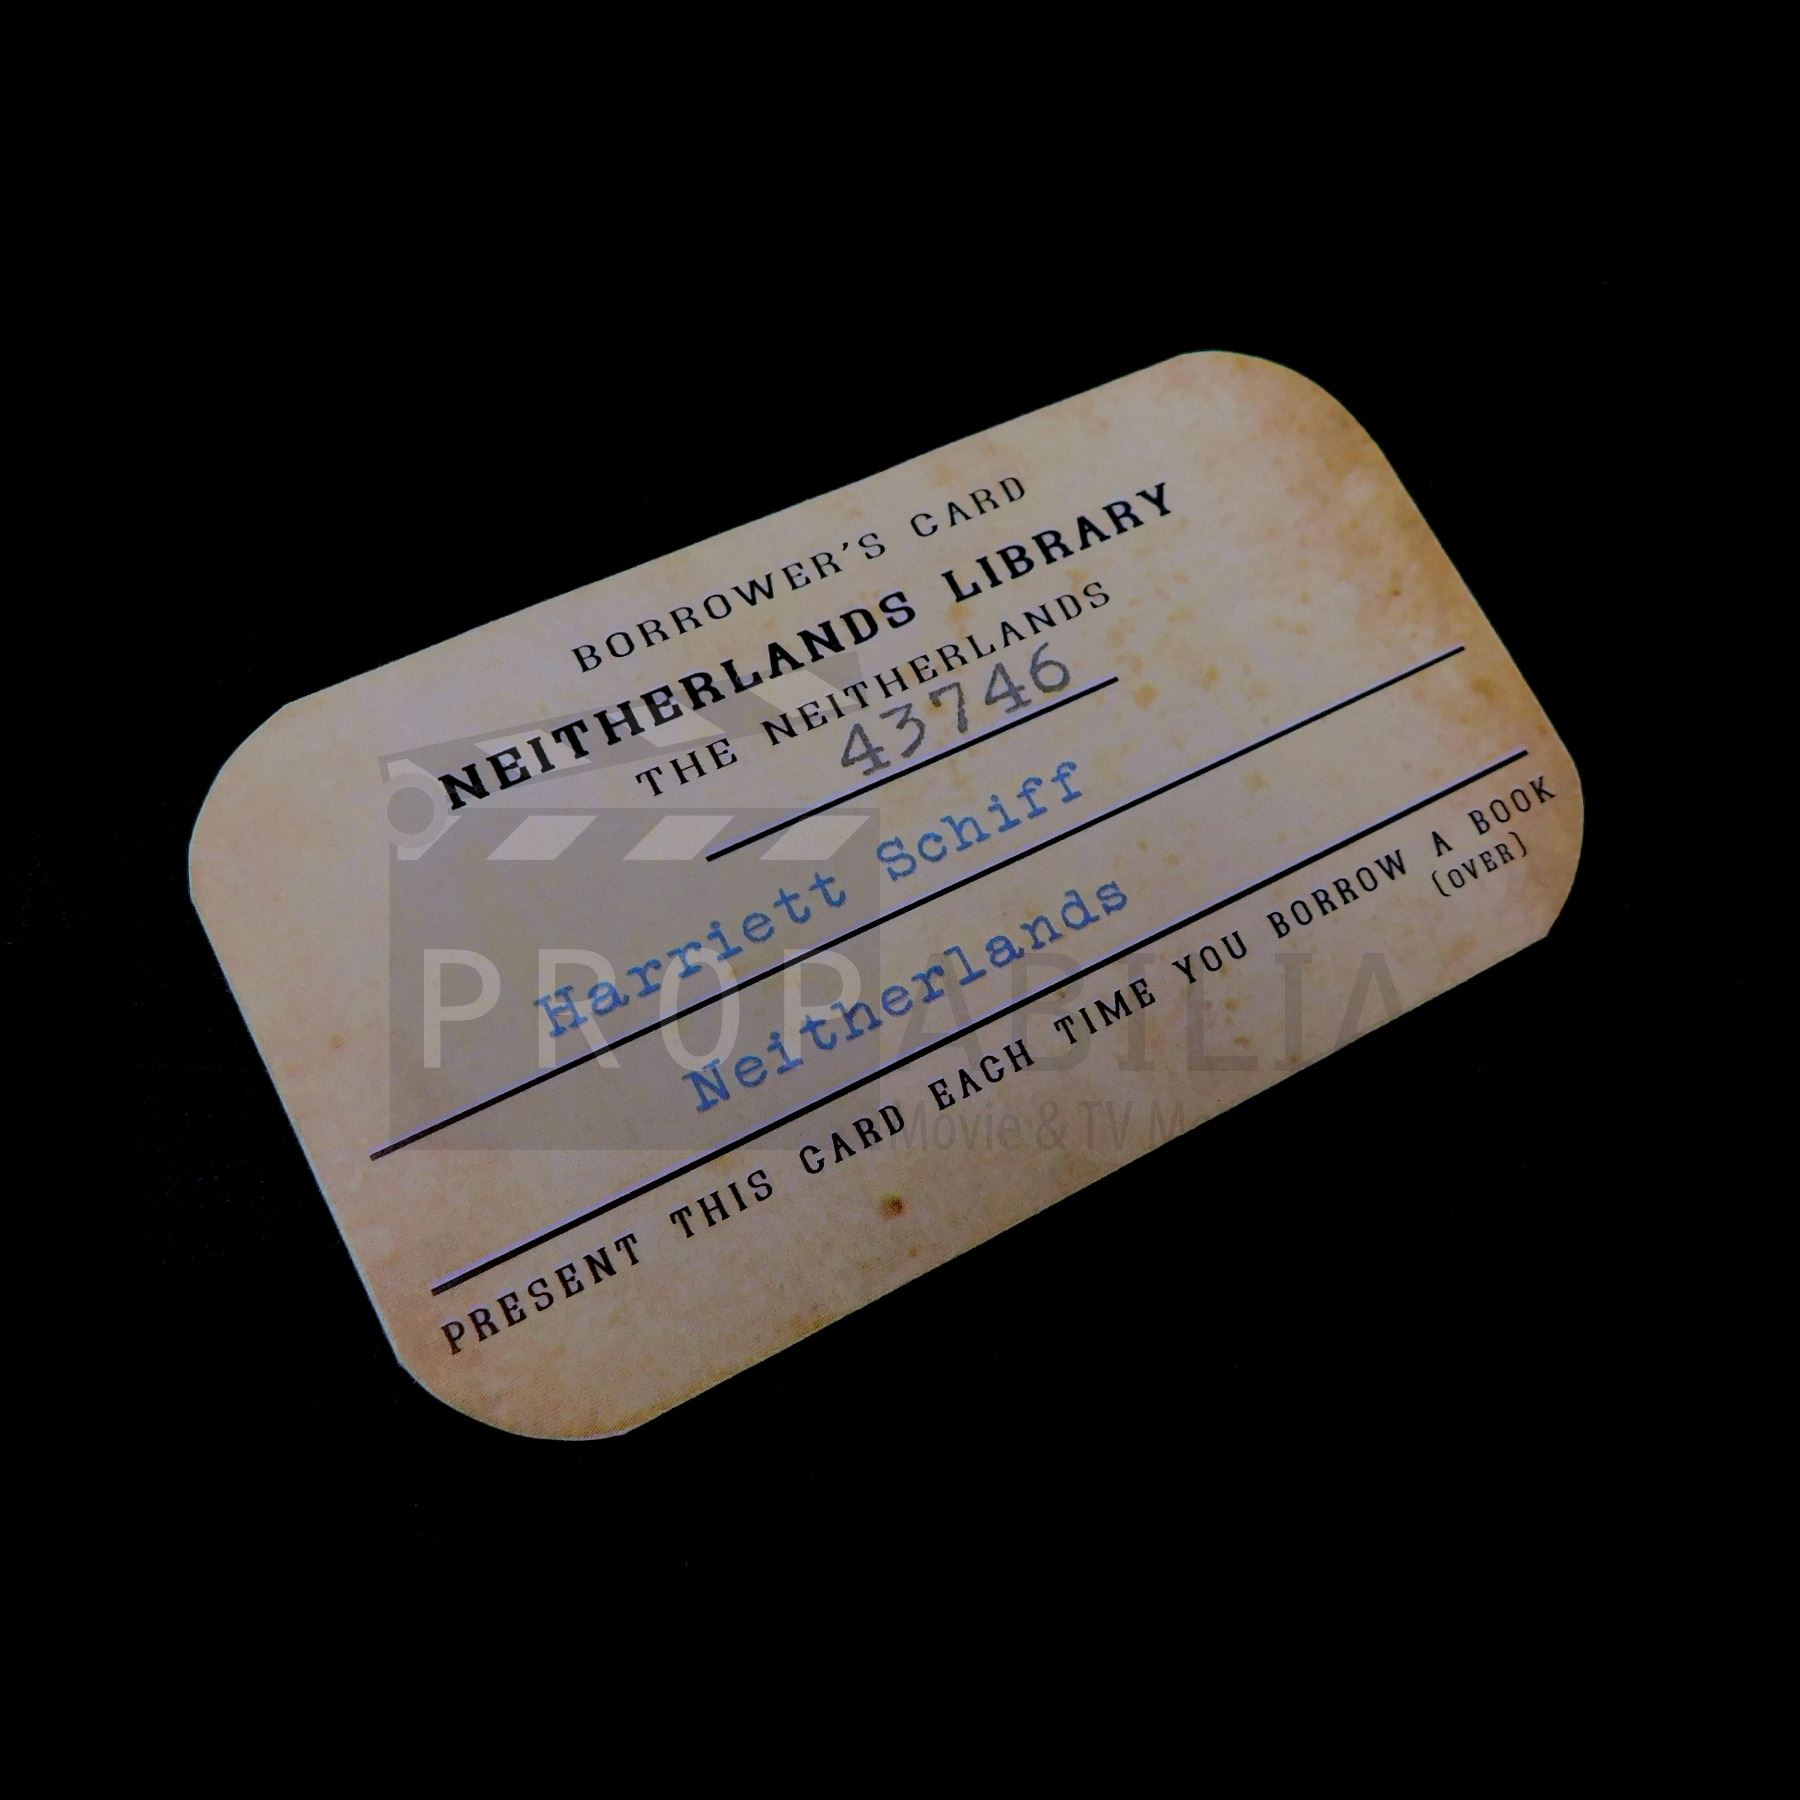 BORROWER'S CARD
NEITHERLANDS LIBRARY
THE NEITHERLANDS
43746
Harriett Schiff
Neitherlands
PRESENT THIS CARD EACH TIME YOU BORROW A BOOK
(OVER)
PROPABILIA
Movie & TV M